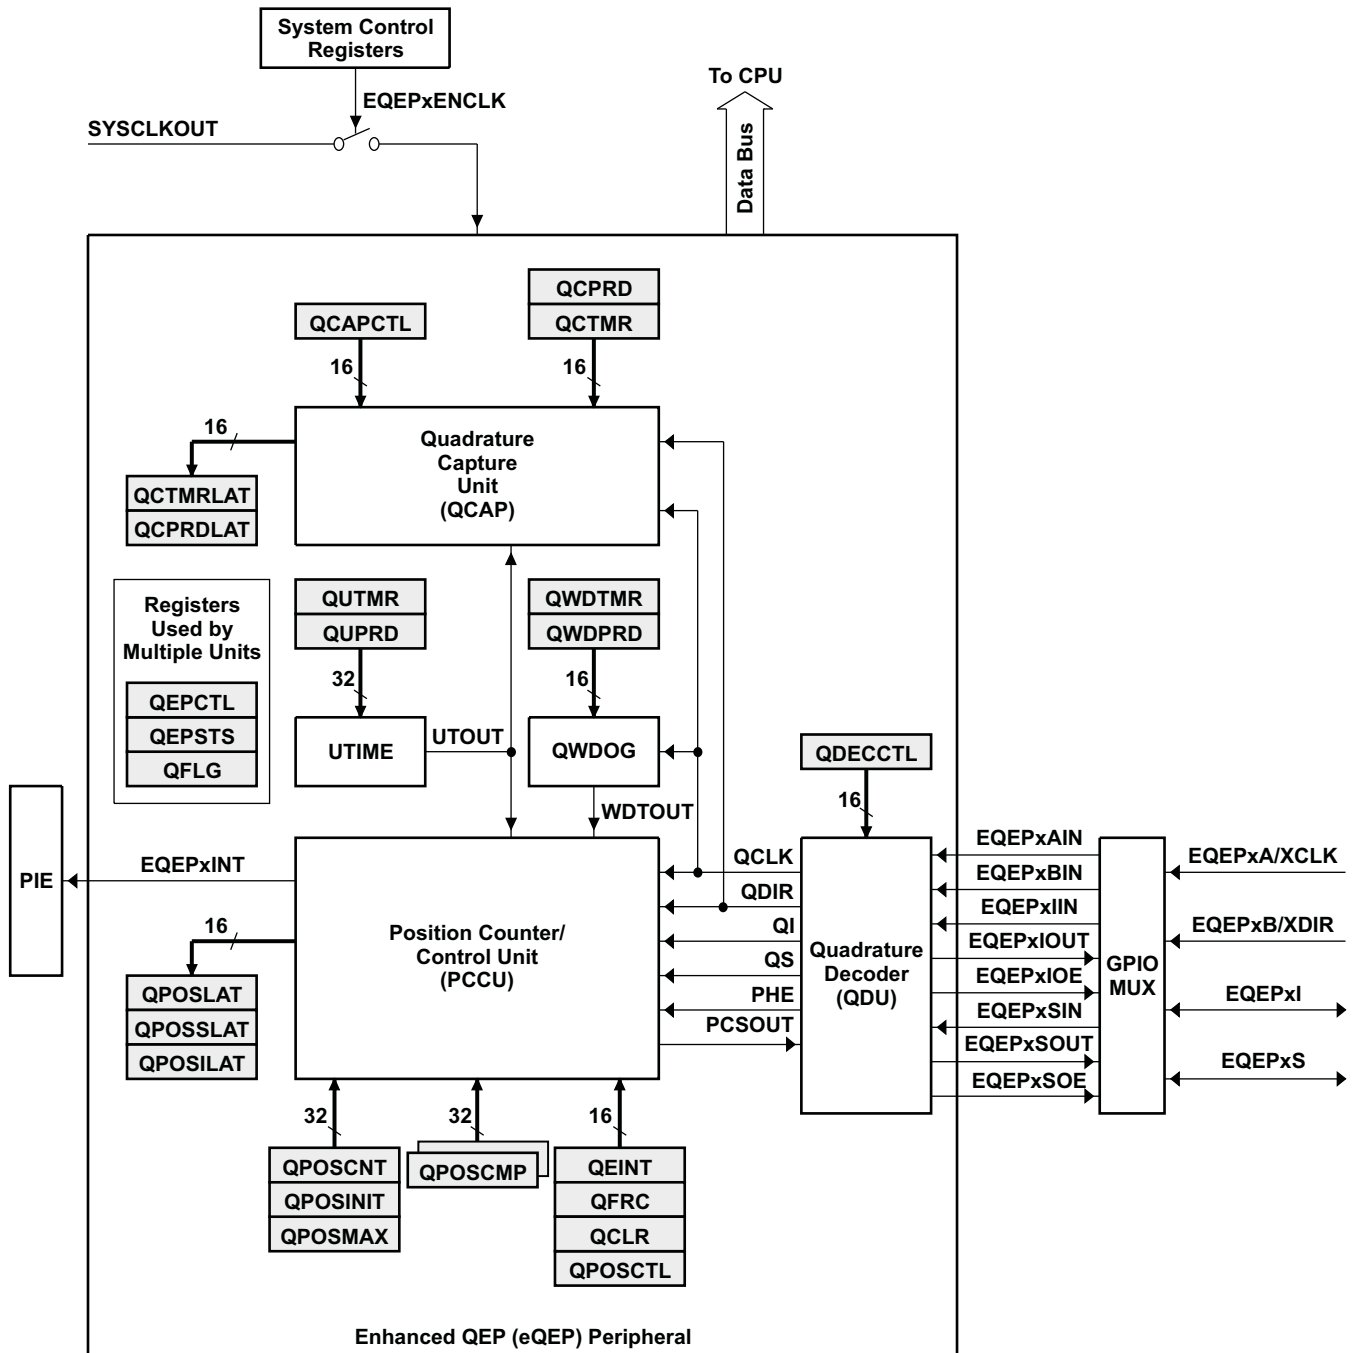 System Control
Registers
To CPU
EQEPxENCLK
SYSCLKOUT
Data Bus
QCPRD
QCAPCTL
QCTMR
16
16
16
Quadrature
Capture
Unit
(QCAP)
QCTMRLAT
QCPRDLAT
Registers
Used by
Multiple Units
QEPCTL
QEPSTS
QFLG
QUTMR
QUPRD
QWDTMR
QWDPRD
32
16
UTIME
UTOUT
QWDOG
QDECCTL
WDTOUT
16
PIE
EQEPxINT
16
Position Counter/
Control Unit
(PCCU)
QCLK
QDIR
QI
QS
PHE
PCSOUT
Quadrature
Decoder
(QDU)
EQEPxAIN
EQEPxBIN
EQEPxIIN
EQEPxIOUT
EQEPxIOE
EQEPxSIN
EQEPxSOUT
EQEPxSOE
GPIO
MUX
EQEPxA/XCLK
EQEPxB/XDIR
EQEPxI
EQEPxS
QPOSLAT
QPOSSLAT
QPOSILAT
32
32
16
QPOSCNT
QPOSINIT
QPOSMAX
QPOSCMP
QEINT
QFRC
QCLR
QPOSCTL
Enhanced QEP (eQEP) Peripheral